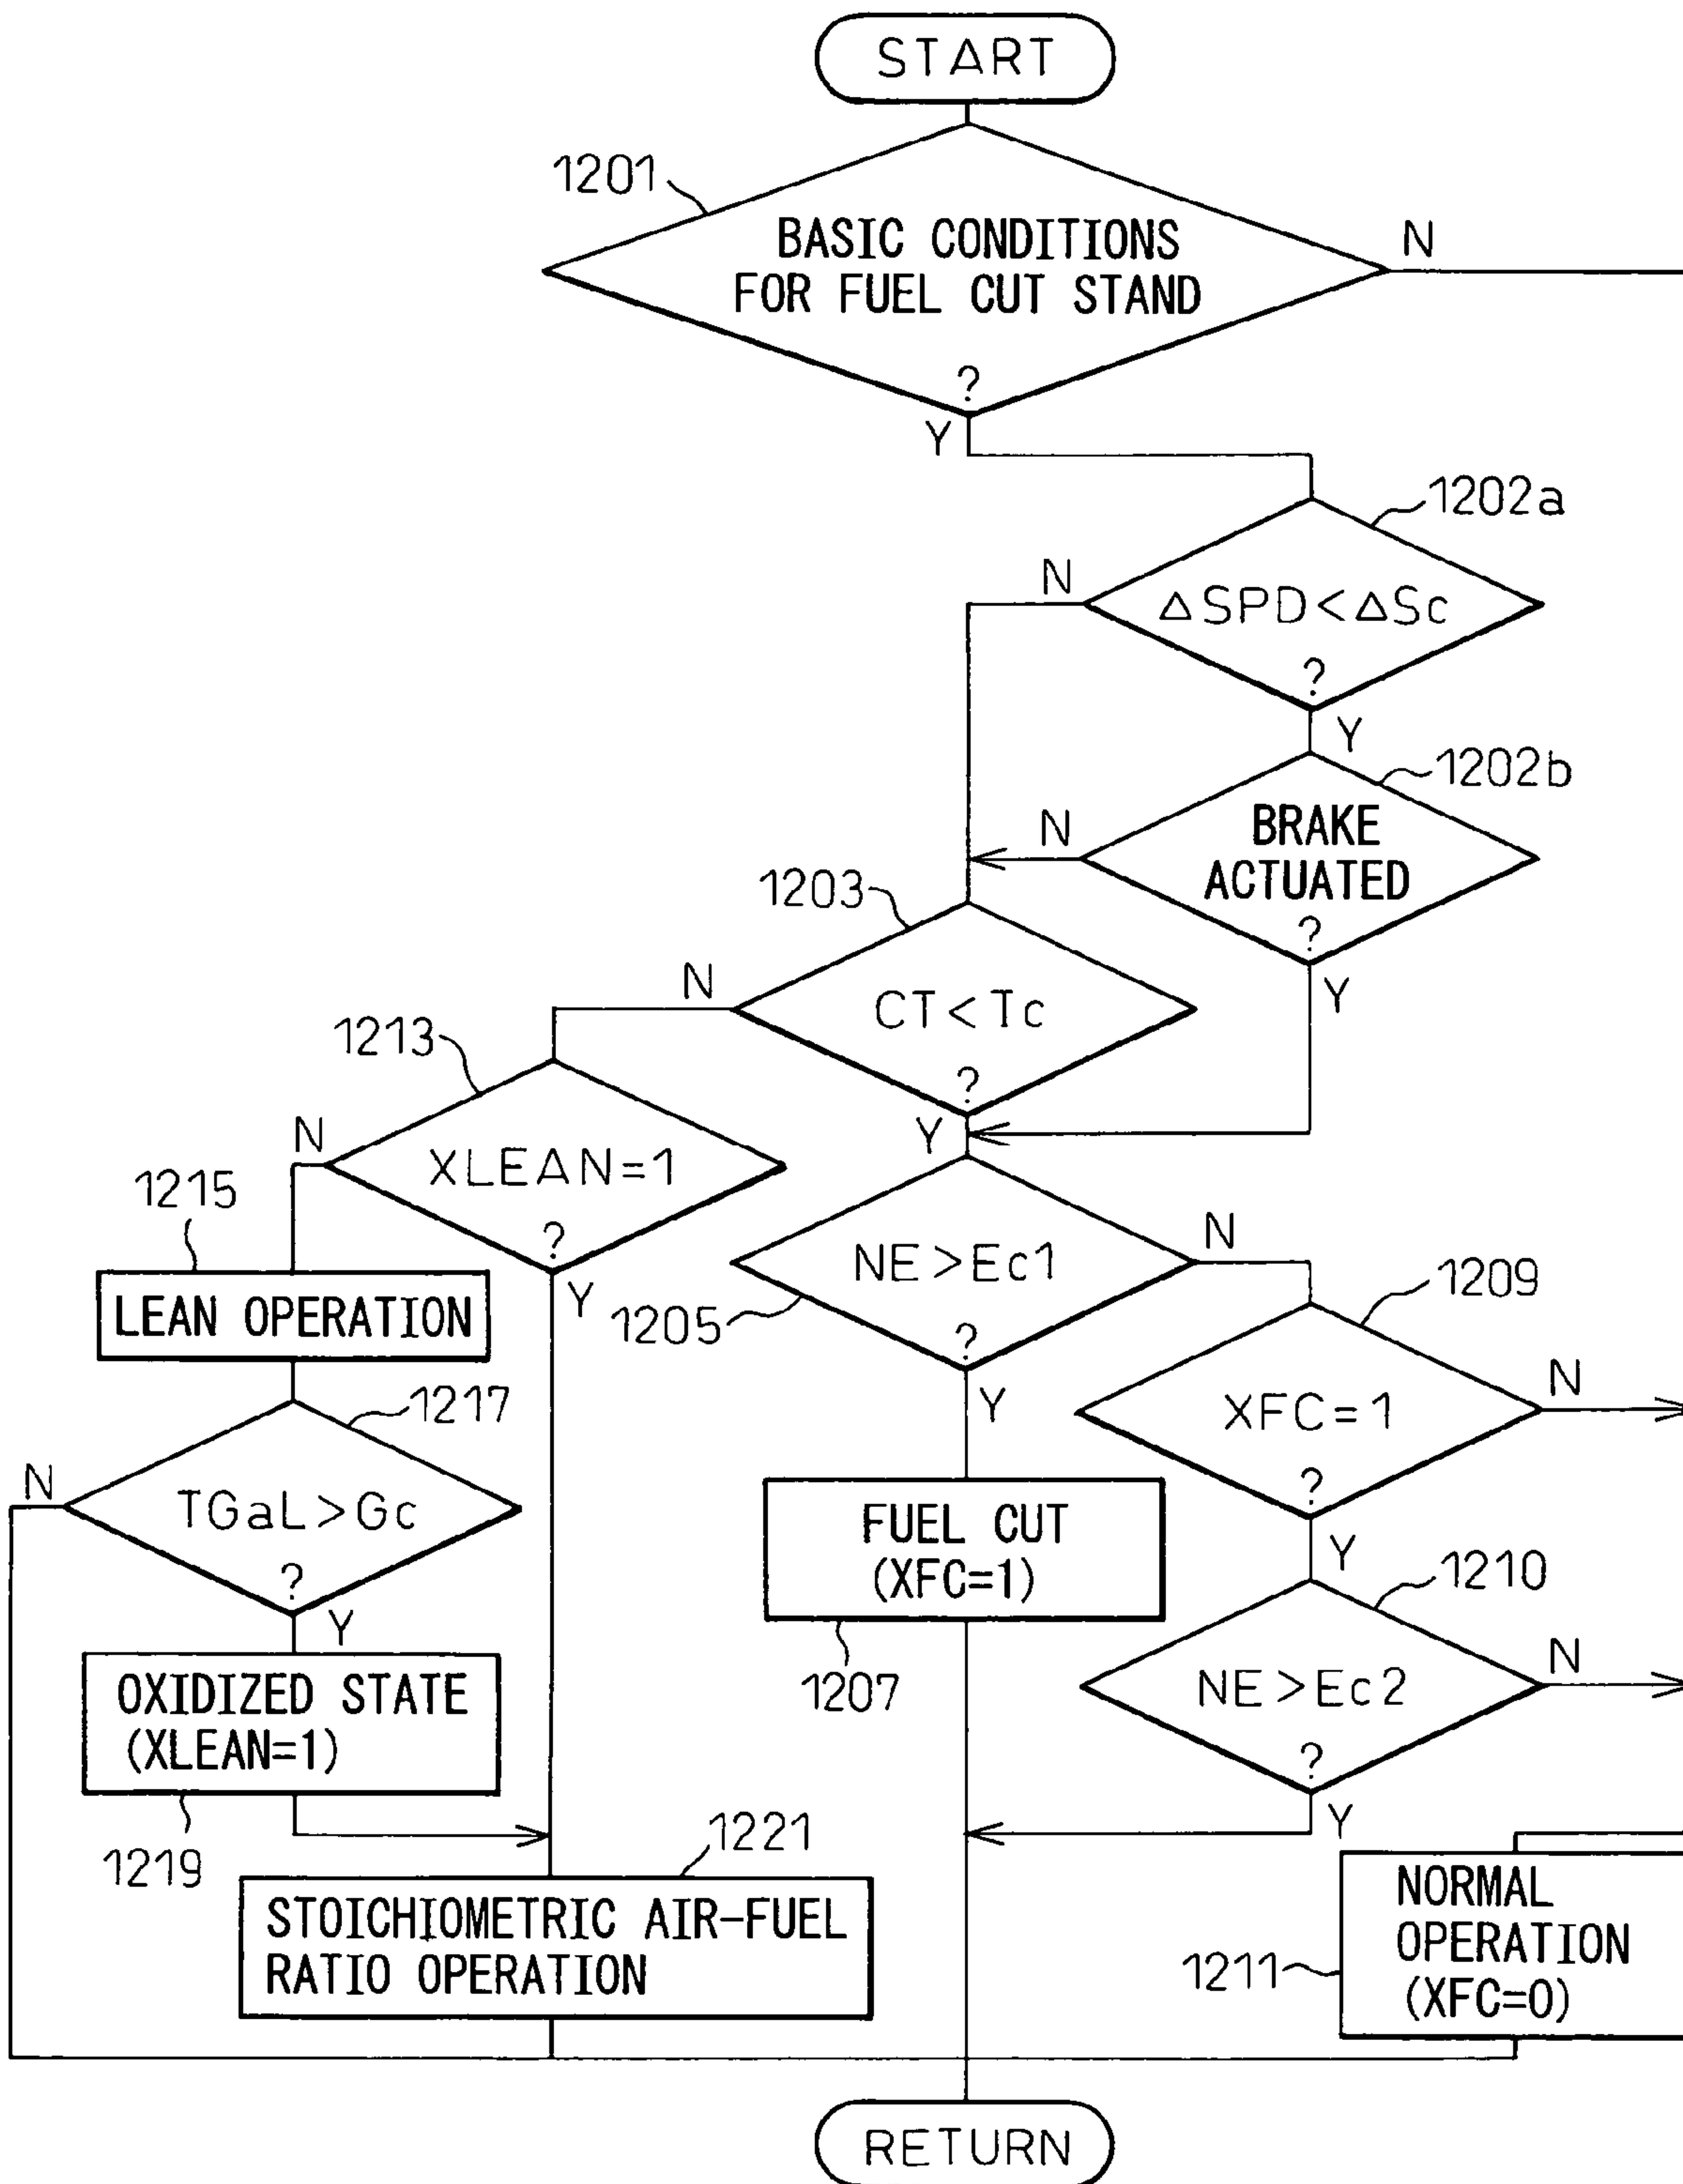 START
1201
BASIC CONDITIONS
FOR FUEL CUT STAND
?
N
Y
1202a
N
ΔSPD<ΔSc
?
Y
1202b
N
BRAKE
ACTUATED
?
Y
1203
N
CT<Tc
?
Y
1213
N
XLEAN=1
?
Y
1205
NE>Ec1
N
?
Y
1215
LEAN OPERATION
1209
XFC=1
N
?
Y
1217
N
TGaL>Gc
?
Y
FUEL CUT
(XFC=1)
1207
1210
NE>Ec2
N
?
Y
OXIDIZED STATE
(XLEAN=1)
1219
1221
STOICHIOMETRIC AIR-FUEL
RATIO OPERATION
1211
NORMAL
OPERATION
(XFC=0)
RETURN